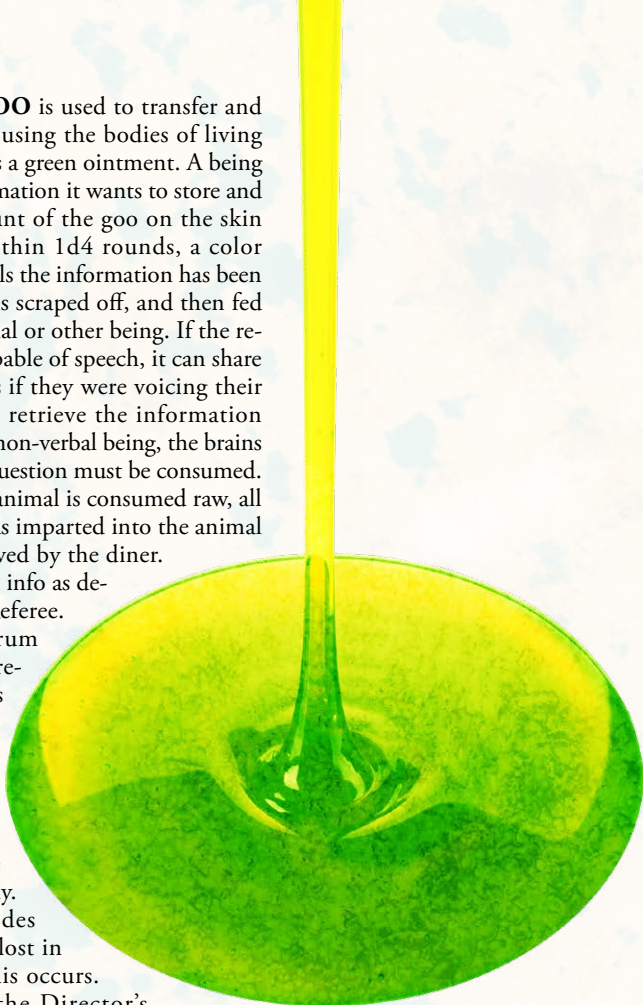 OO is used to transfer and
using the bodies of living
s a green ointment. A being
mation it wants to store and
unt of the goo on the skin
thin 1d4 rounds, a color
ls the information has been
s scraped off, and then fed
al or other being. If the re-
pable of speech, it can share
s if they were voicing their
retrieve the information
non-verbal being, the brains
uestion must be consumed.
animal is consumed raw, all
as imparted into the animal
ved by the diner.
info as de-
eferee.
rum
re-
s
y.
des
lost in
is occurs.
the Director's